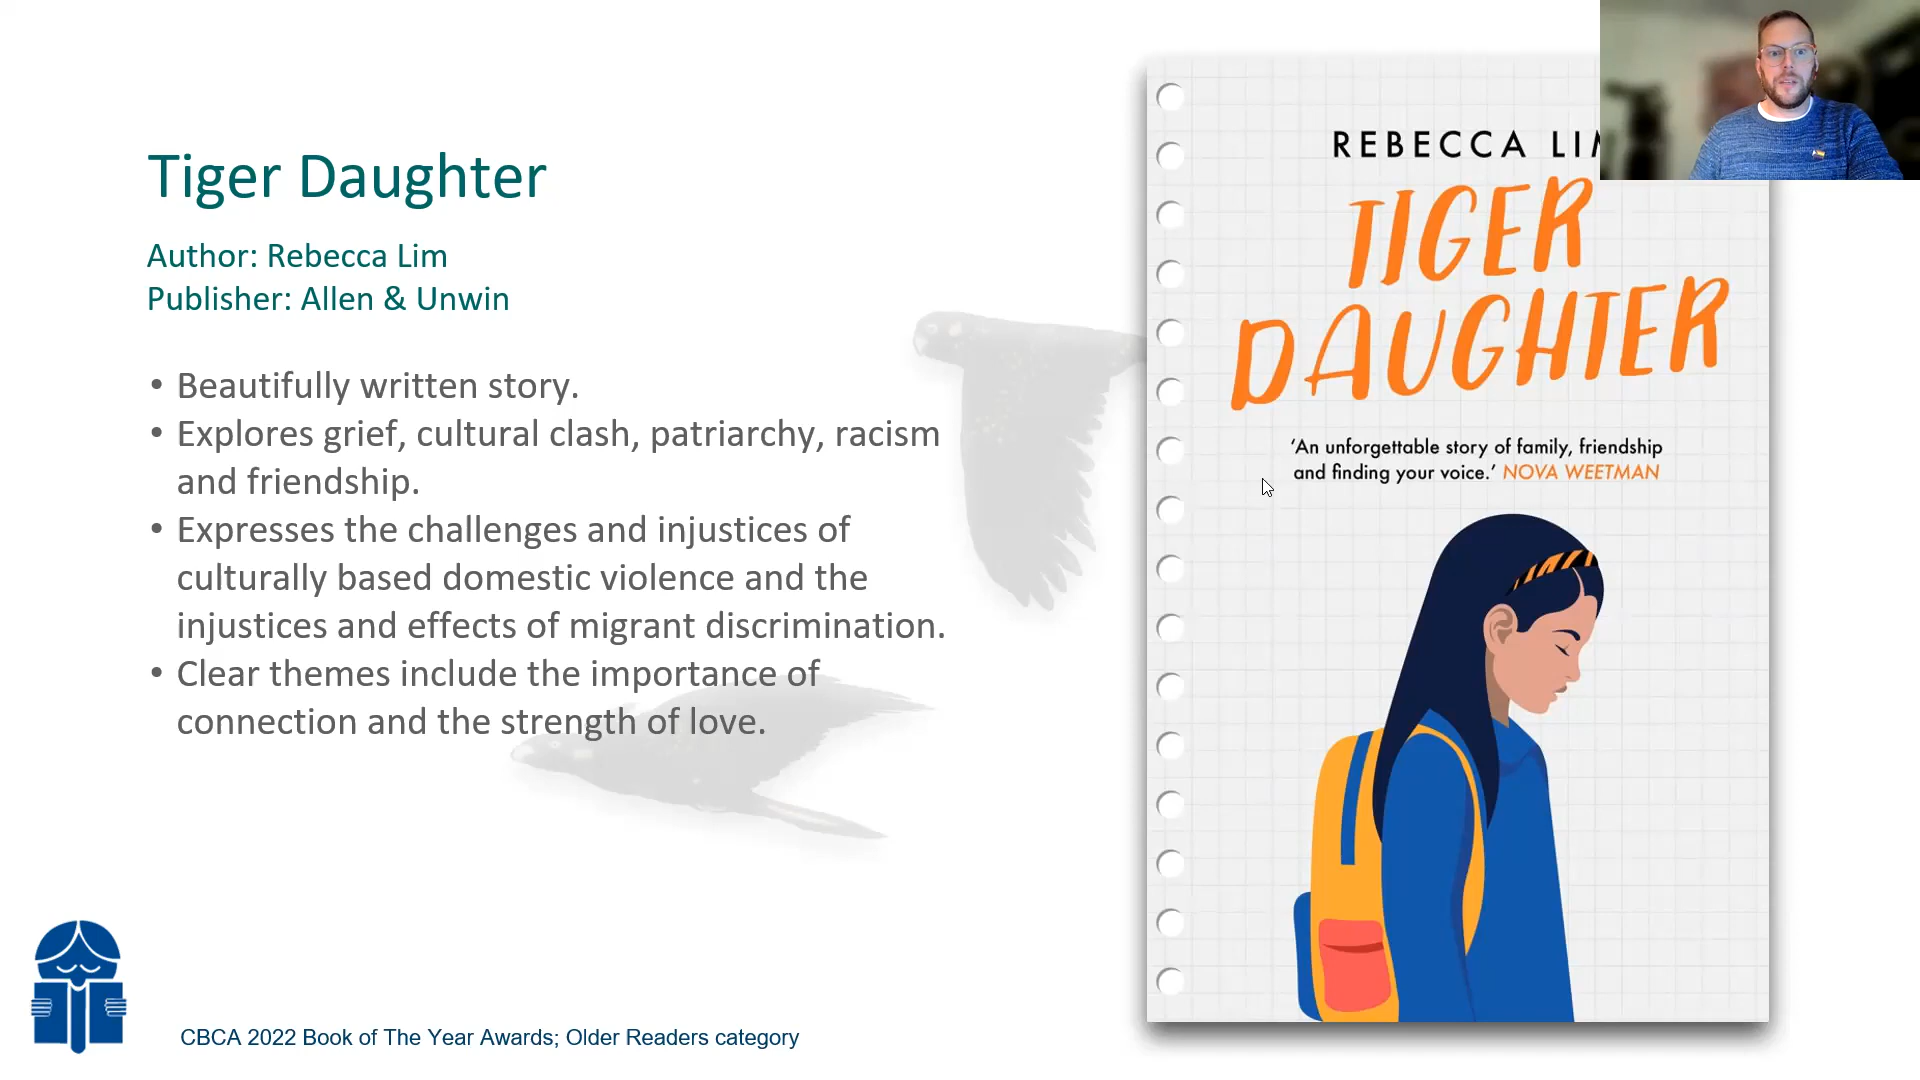 Tiger Daughter
Author: Rebecca Lim
Publisher: Allen & Unwin
• Beautifully written story.
• Explores grief, cultural clash, patriarchy, racism
and friendship.
• Expresses the challenges and injustices of
culturally based domestic violence and the
injustices and effects of migrant discrimination.
• Clear themes include the importance of
connection and the strength of love.
CBCA 2022 Book of The Year Awards; Older Readers category
REBECCA LIM
TIGER
DAUGHTER
‘An unforgettable story of family, friendship
and finding your voice.’ NOVA WEETMAN